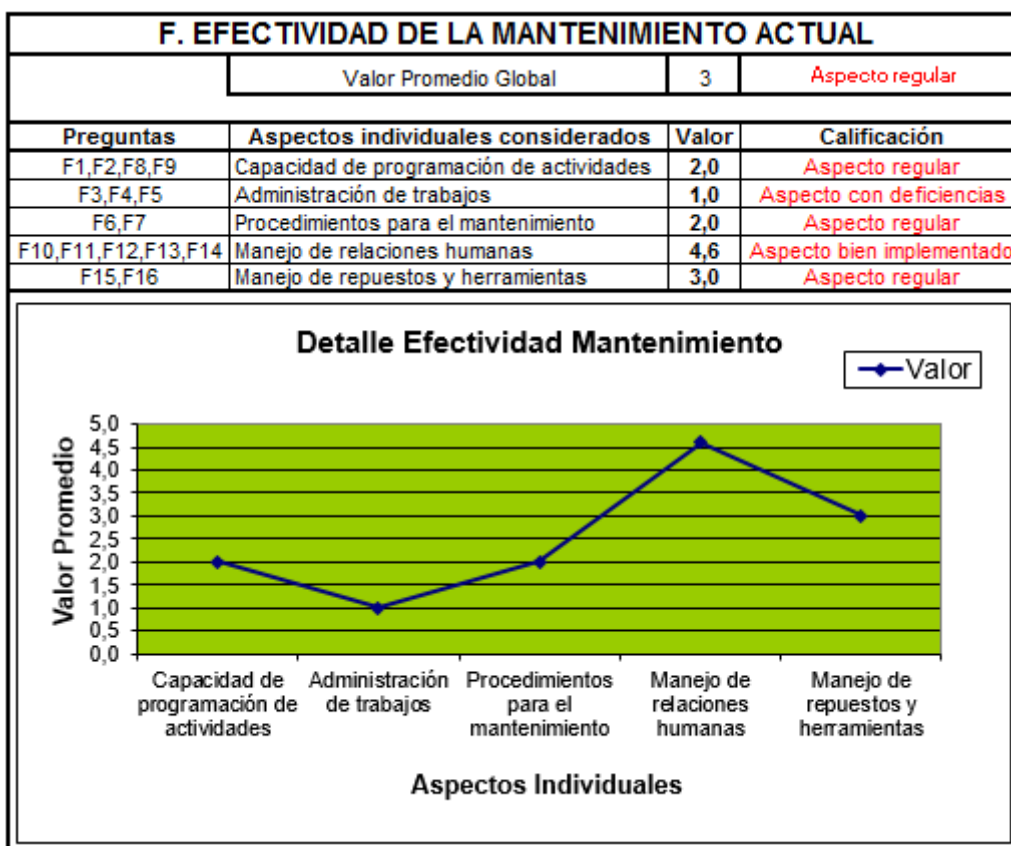 F. EFECTIVIDAD DE LA MANTENIMIENTO ACTUAL
Valor Promedio Global 3 Aspecto regular
Preguntas Aspectos individuales considerados Valor Calificación
F1,F2,F8,F9 Capacidad de programación de actividades 2,0 Aspecto regular
F3,F4,F5 Administración de trabajos 1,0 Aspecto con deficiencias
F6,F7 Procedimientos para el mantenimiento 2,0 Aspecto regular
F10,F11,F12,F13,F14 Manejo de relaciones humanas 4,6 Aspecto bien implementado
F15,F16 Manejo de repuestos y herramientas 3,0 Aspecto regular
Detalle Efectividad Mantenimiento
Valor
Valor Promedio
5,0
4,5
4,0
3,5
3,0
2,5
2,0
1,5
1,0
0,5
0,0
Capacidad de
programación de
actividades
Administración
de trabajos
Procedimientos
para el
mantenimiento
Manejo de
relaciones
humanas
Manejo de
repuestos y
herramientas
Aspectos Individuales